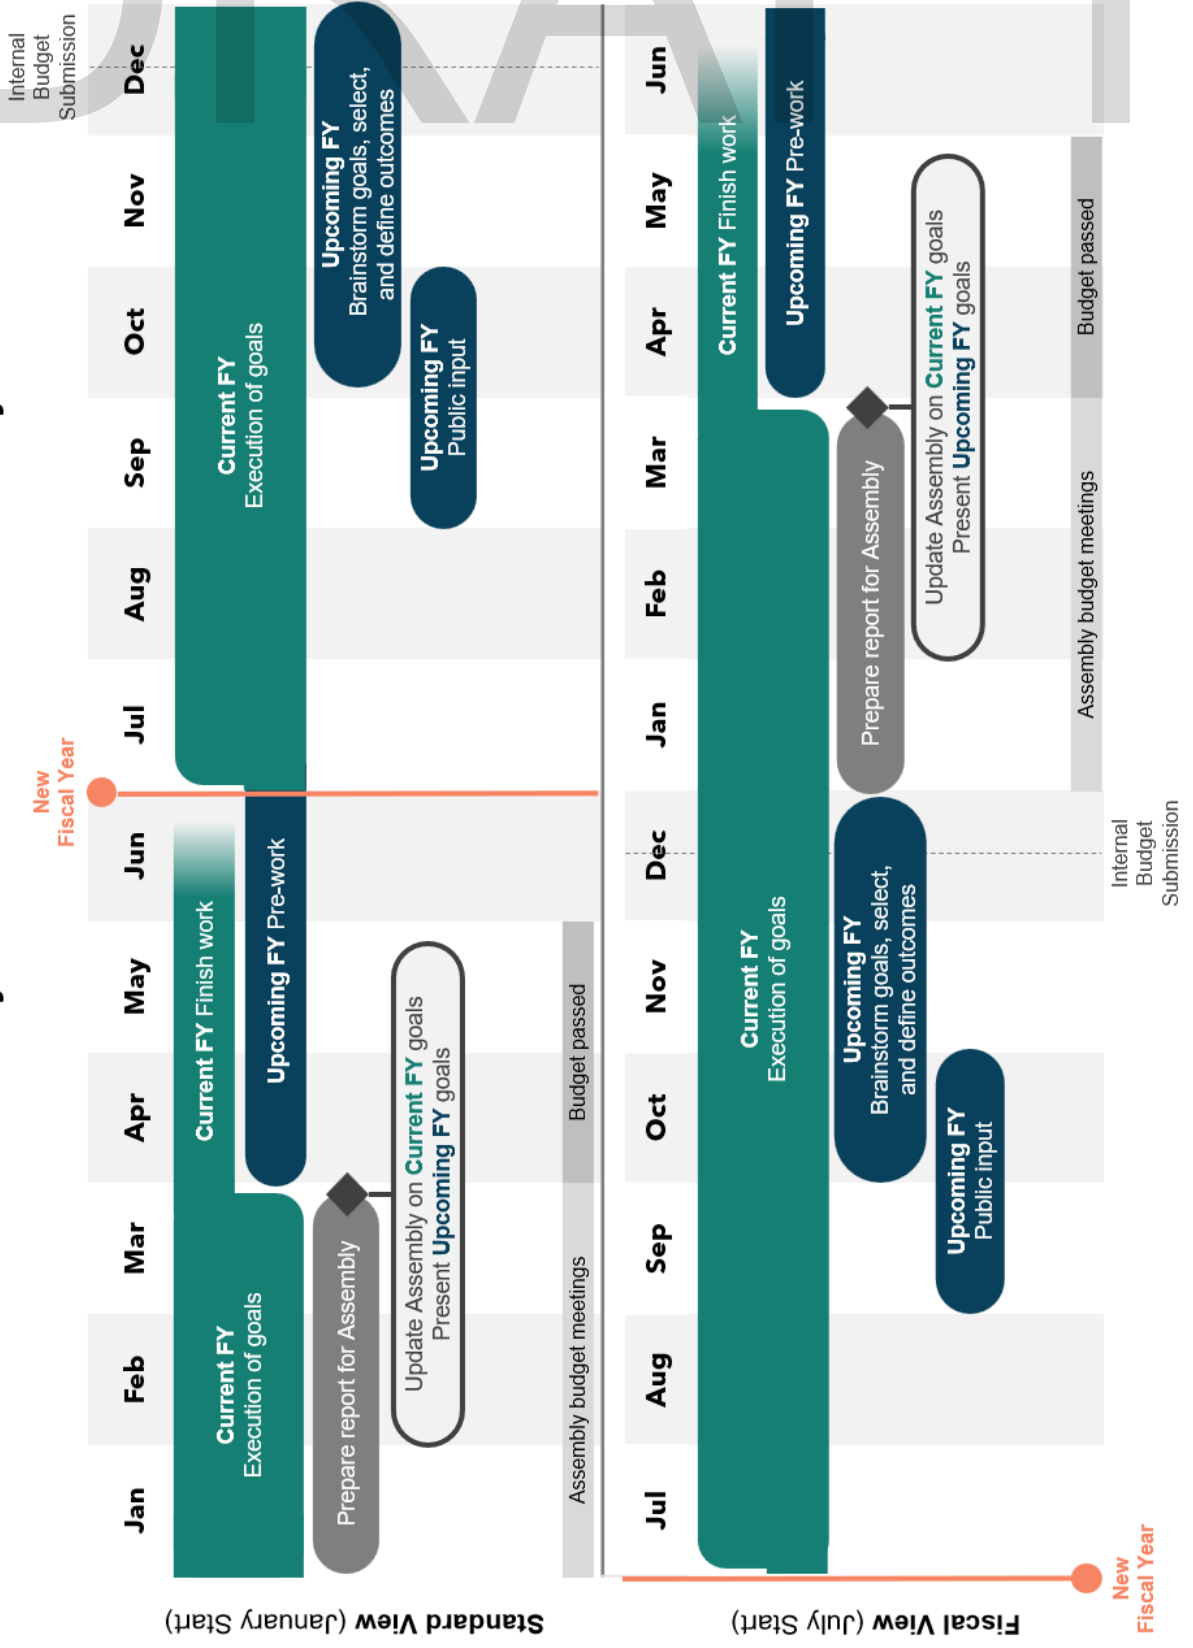 Standard View (January Start)
Jan
Feb
Mar
Apr
May
Jun
New
Fiscal Year
Jul
Aug
Sep
Oct
Nov
Dec
Internal
Budget
Submission
Current FY
Execution of goals
Current FY Finish work
Upcoming FY Pre-work
Current FY
Execution of goals
Prepare report for Assembly
Update Assembly on Current FY goals
Present Upcoming FY goals
Upcoming FY
Brainstorm goals, select,
and define outcomes
Upcoming FY
Public input
Assembly budget meetings
Budget passed
Fiscal View (July Start)
Jul
Aug
Sep
Oct
Nov
Dec
Jan
Feb
Mar
Apr
May
Jun
Current FY
Execution of goals
Current FY Finish work
Upcoming FY Pre-work
Upcoming FY
Brainstorm goals, select,
and define outcomes
Prepare report for Assembly
Upcoming FY
Public input
Update Assembly on Current FY goals
Present Upcoming FY goals
Assembly budget meetings
Budget passed
New
Fiscal Year
Internal
Budget
Submission